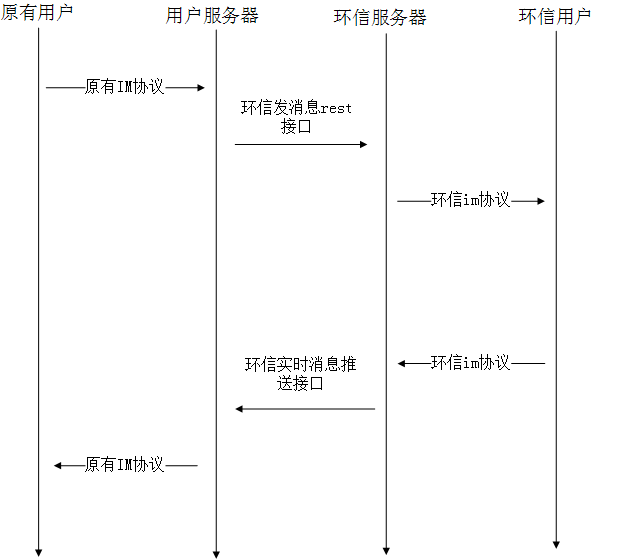 原有用户
用户服务器
环信服务器
环信用户
原有IM协议
环信发消息rest
接口
环信im协议
环信im协议
环信实时消息推
送接口
原有IM协议